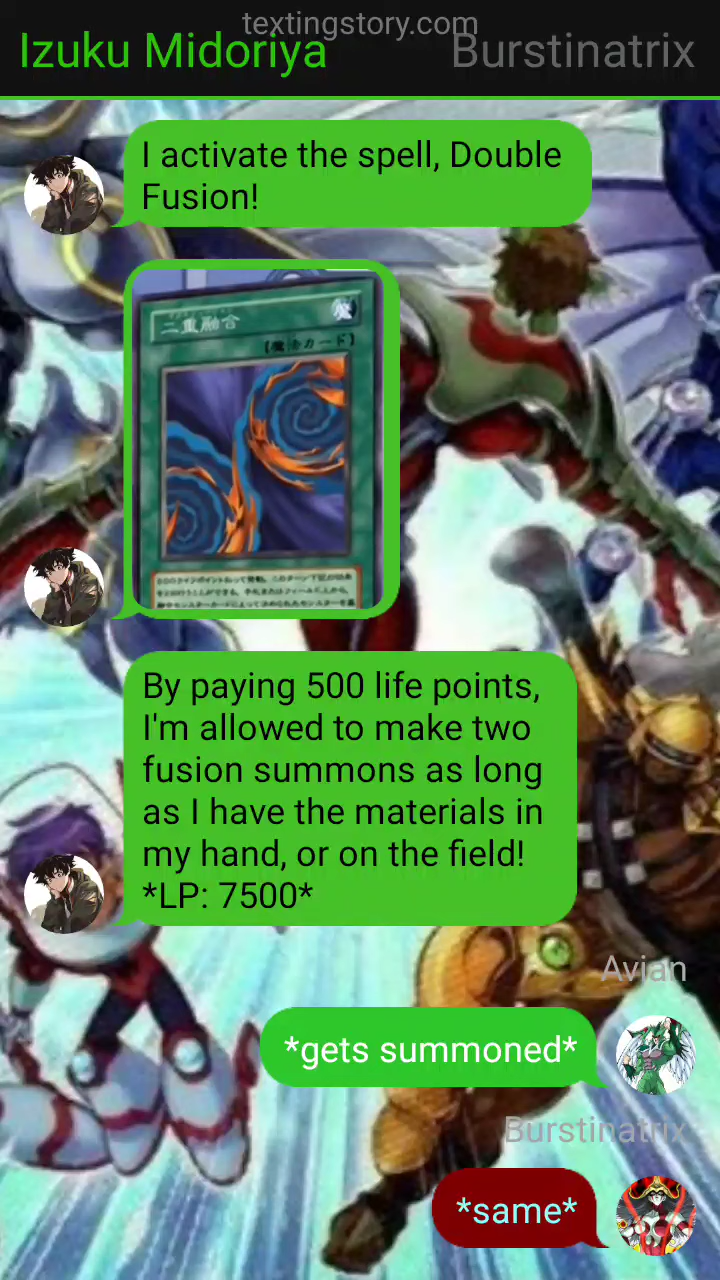 textingstory.com
Izuku Midoriya Burstinatrix
I activate the spell, Double
Fusion!
二重融合
【魔法カード】
By paying 500 life points,
I'm allowed to make two
fusion summons as long
as I have the materials in
my hand, or on the field!
*LP: 7500*
Avian
*gets summoned*
Burstinatrix
*same*